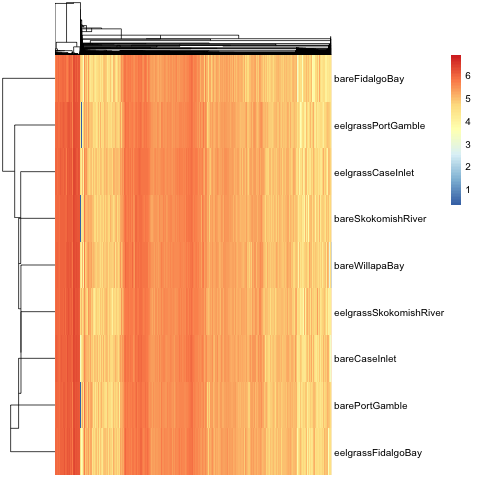 bareFidalgoBay
eelgrassPortGamble
eelgrassCaseInlet
bareSkokomishRiver
bareWillapaBay
eelgrassSkokomishRiver
bareCaseInlet
barePortGamble
eelgrassFidalgoBay
6
5
4
3
2
1